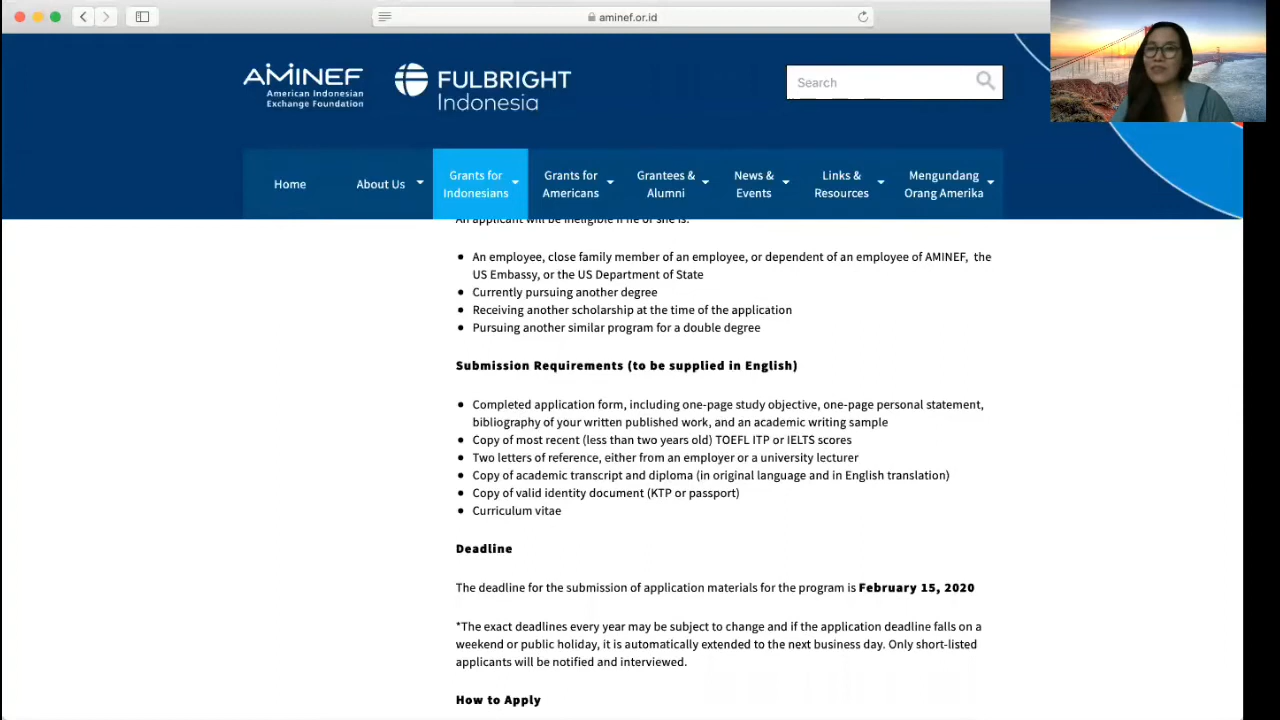 aminef.or.id
AMINEF
American Indonesian
Exchange Foundation
FULBRIGHT
Indonesia
Search
Home
About Us
Grants for
Indonesians
Grants for
Americans
Grantees &
Alumni
News &
Events
Links &
Resources
Mengundang
Orang Amerika
An applicant will be ineligible if he or she is:
An employee, close family member of an employee, or dependent of an employee of AMINEF, the
US Embassy, or the US Department of State
Currently pursuing another degree
Receiving another scholarship at the time of the application
Pursuing another similar program for a double degree
Submission Requirements (to be supplied in English)
Completed application form, including one-page study objective, one-page personal statement,
bibliography of your written published work, and an academic writing sample
Copy of most recent (less than two years old) TOEFL ITP or IELTS scores
Two letters of reference, either from an employer or a university lecturer
Copy of academic transcript and diploma (in original language and in English translation)
Copy of valid identity document (KTP or passport)
Curriculum vitae
Deadline
The deadline for the submission of application materials for the program is February 15, 2020
*The exact deadlines every year may be subject to change and if the application deadline falls on a
weekend or public holiday, it is automatically extended to the next business day. Only short-listed
applicants will be notified and interviewed.
How to Apply